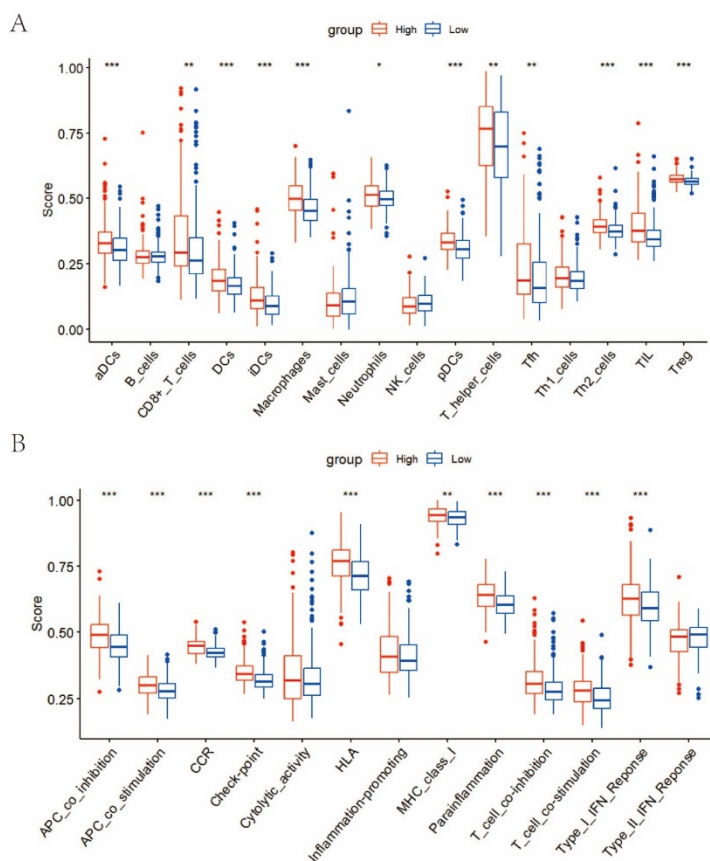 A
group High Low
*** ** *** *** *** * *** ** ** *** *** ***
1.00
0.75
0.50
0.25
0.00
Score
aDCs
B_cells
CD8+_T_cells
DCs
iDCs
Macrophages
Mast_cells
Neutrophils
NK_cells
pDCs
T_helper_cells
Tfh
Th1_cells
Th2_cells
TIL
Treg
B
group High Low
*** *** *** *** *** ** *** *** *** ***
1.00
0.75
0.50
0.25
Score
APC_co_inhibition
APC_co_stimulation
CCR
Check-point
Cytolytic_activity
HLA
Inflammation-promoting
MHC_class_I
Parainflammation
T_cell_co-inhibition
T_cell_co-stimulation
Type_I_IFN_Reponse
Type_II_IFN_Reponse